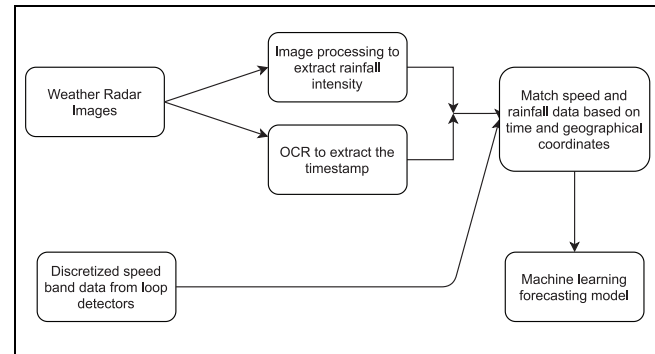 Weather Radar
Images
Image processing to
extract rainfall
intensity
OCR to extract the
timestamp
Match speed and
rainfall data based on
time and geographical
coordinates
Discretized speed
band data from loop
detectors
Machine learning
forecasting model